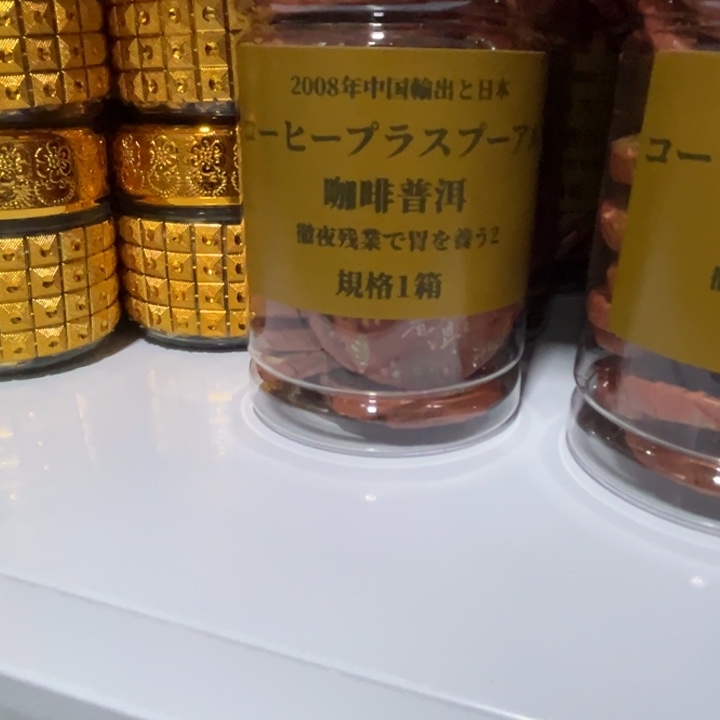 2008年中国輸出と日本
コーヒープラスプーアル
咖啡普洱
徹夜残業で胃を養う2
規格1箱
コー